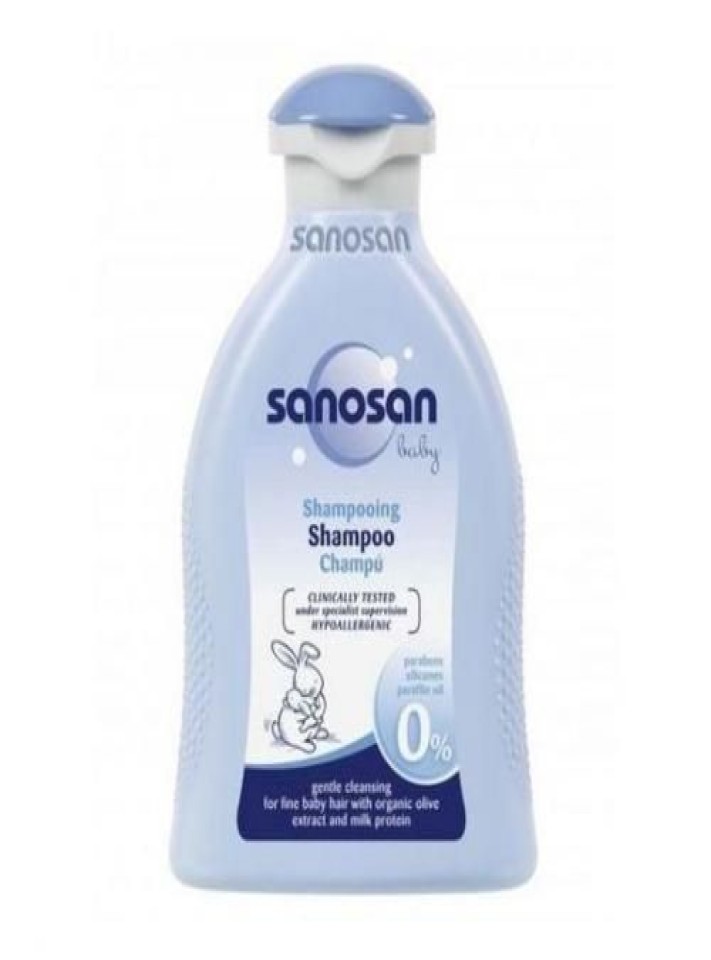 sanosan
sanosan
baby
Shampooing
Shampoo
Champú
CLINICALLY TESTED
under specialist supervision
HYPOALLERGENIC
parabens
silicones
paraffin oil
0%
gentle cleansing
for fine baby hair with organic olive
extract and milk protein